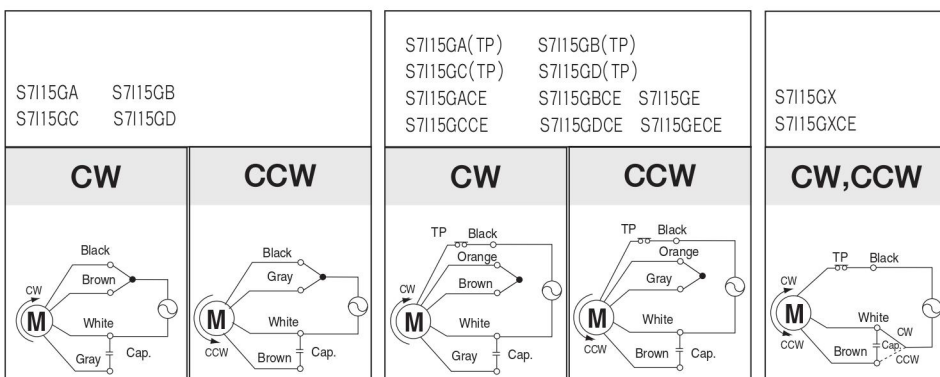 S7I15GA S7I15GB
S7I15GC S7I15GD
CW CCW
Black
Brown
CW
M
White
Gray Cap.
Black
Gray
M
White
CCW
Brown Cap.
S7I15GA(TP) S7I15GB(TP)
S7I15GC(TP) S7I15GD(TP)
S7I15GACE S7I15GBCE S7I15GE
S7I15GCCE S7I15GDCE S7I15GECE
CW CCW
TP Black
Orange
Brown
CW
M
White
Gray Cap.
TP Black
Orange
Gray
M
White
CCW
Brown Cap.
S7I15GX
S7I15GXCE
CW,CCW
TP Black
CW
M
White
CW
CCW
Brown Cap.
CCW